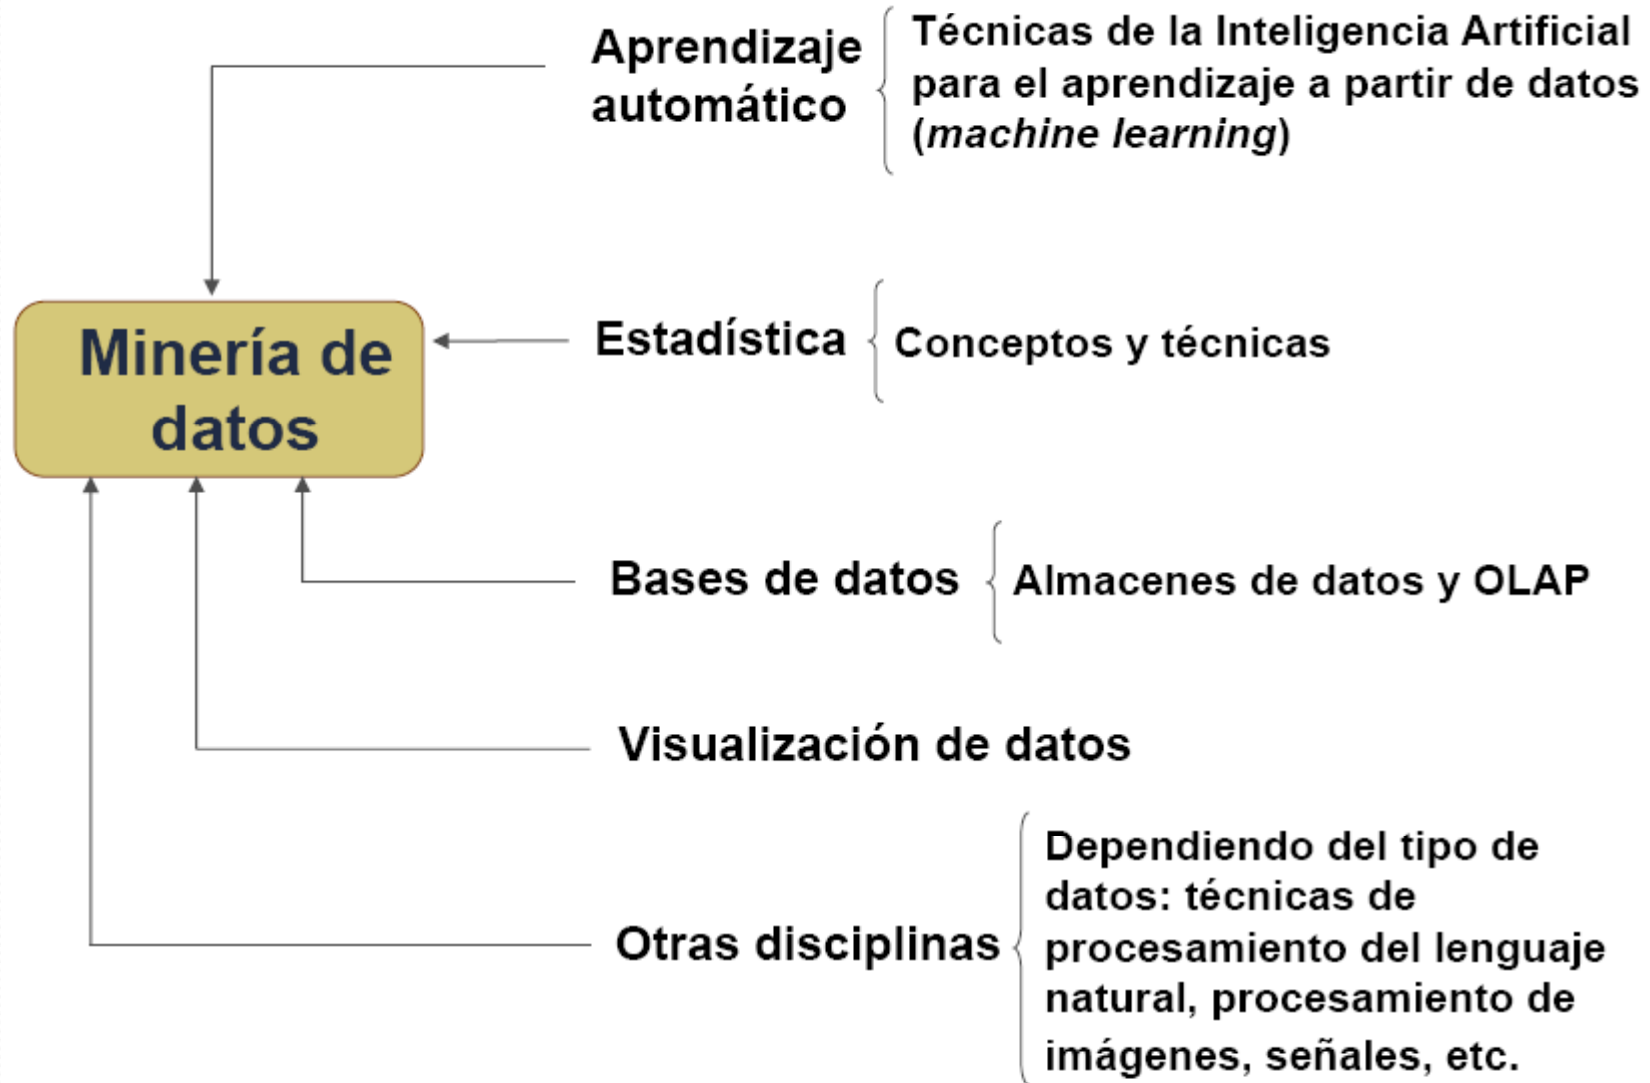 Aprendizaje
automático
Técnicas de la Inteligencia Artificial
para el aprendizaje a partir de datos
(machine learning)
Minería de
datos
Estadística
Conceptos y técnicas
Bases de datos
Almacenes de datos y OLAP
Visualización de datos
Otras disciplinas
Dependiendo del tipo de
datos: técnicas de
procesamiento del lenguaje
natural, procesamiento de
imágenes, señales, etc.